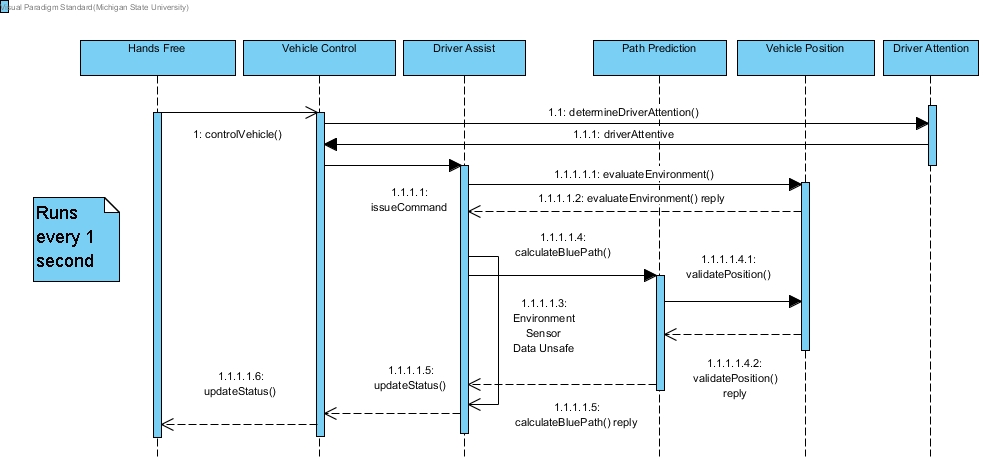 Visual Paradigm Standard(Michigan State University)
Hands Free
Vehicle Control
Driver Assist
Path Prediction
Vehicle Position
Driver Attention
1: controlVehicle()
1.1: determineDriverAttention()
1.1.1: driverAttentive
1.1.1.1:
issueCommand
1.1.1.1.1: evaluateEnvironment()
1.1.1.1.2: evaluateEnvironment() reply
Runs
every 1
second
1.1.1.1.4:
calculateBluePath()
1.1.1.1.4.1:
validatePosition()
1.1.1.1.3:
Environment
Sensor
Data Unsafe
1.1.1.1.4.2:
validatePosition()
reply
1.1.1.1.6:
updateStatus()
1.1.1.1.5:
updateStatus()
1.1.1.1.5:
calculateBluePath() reply